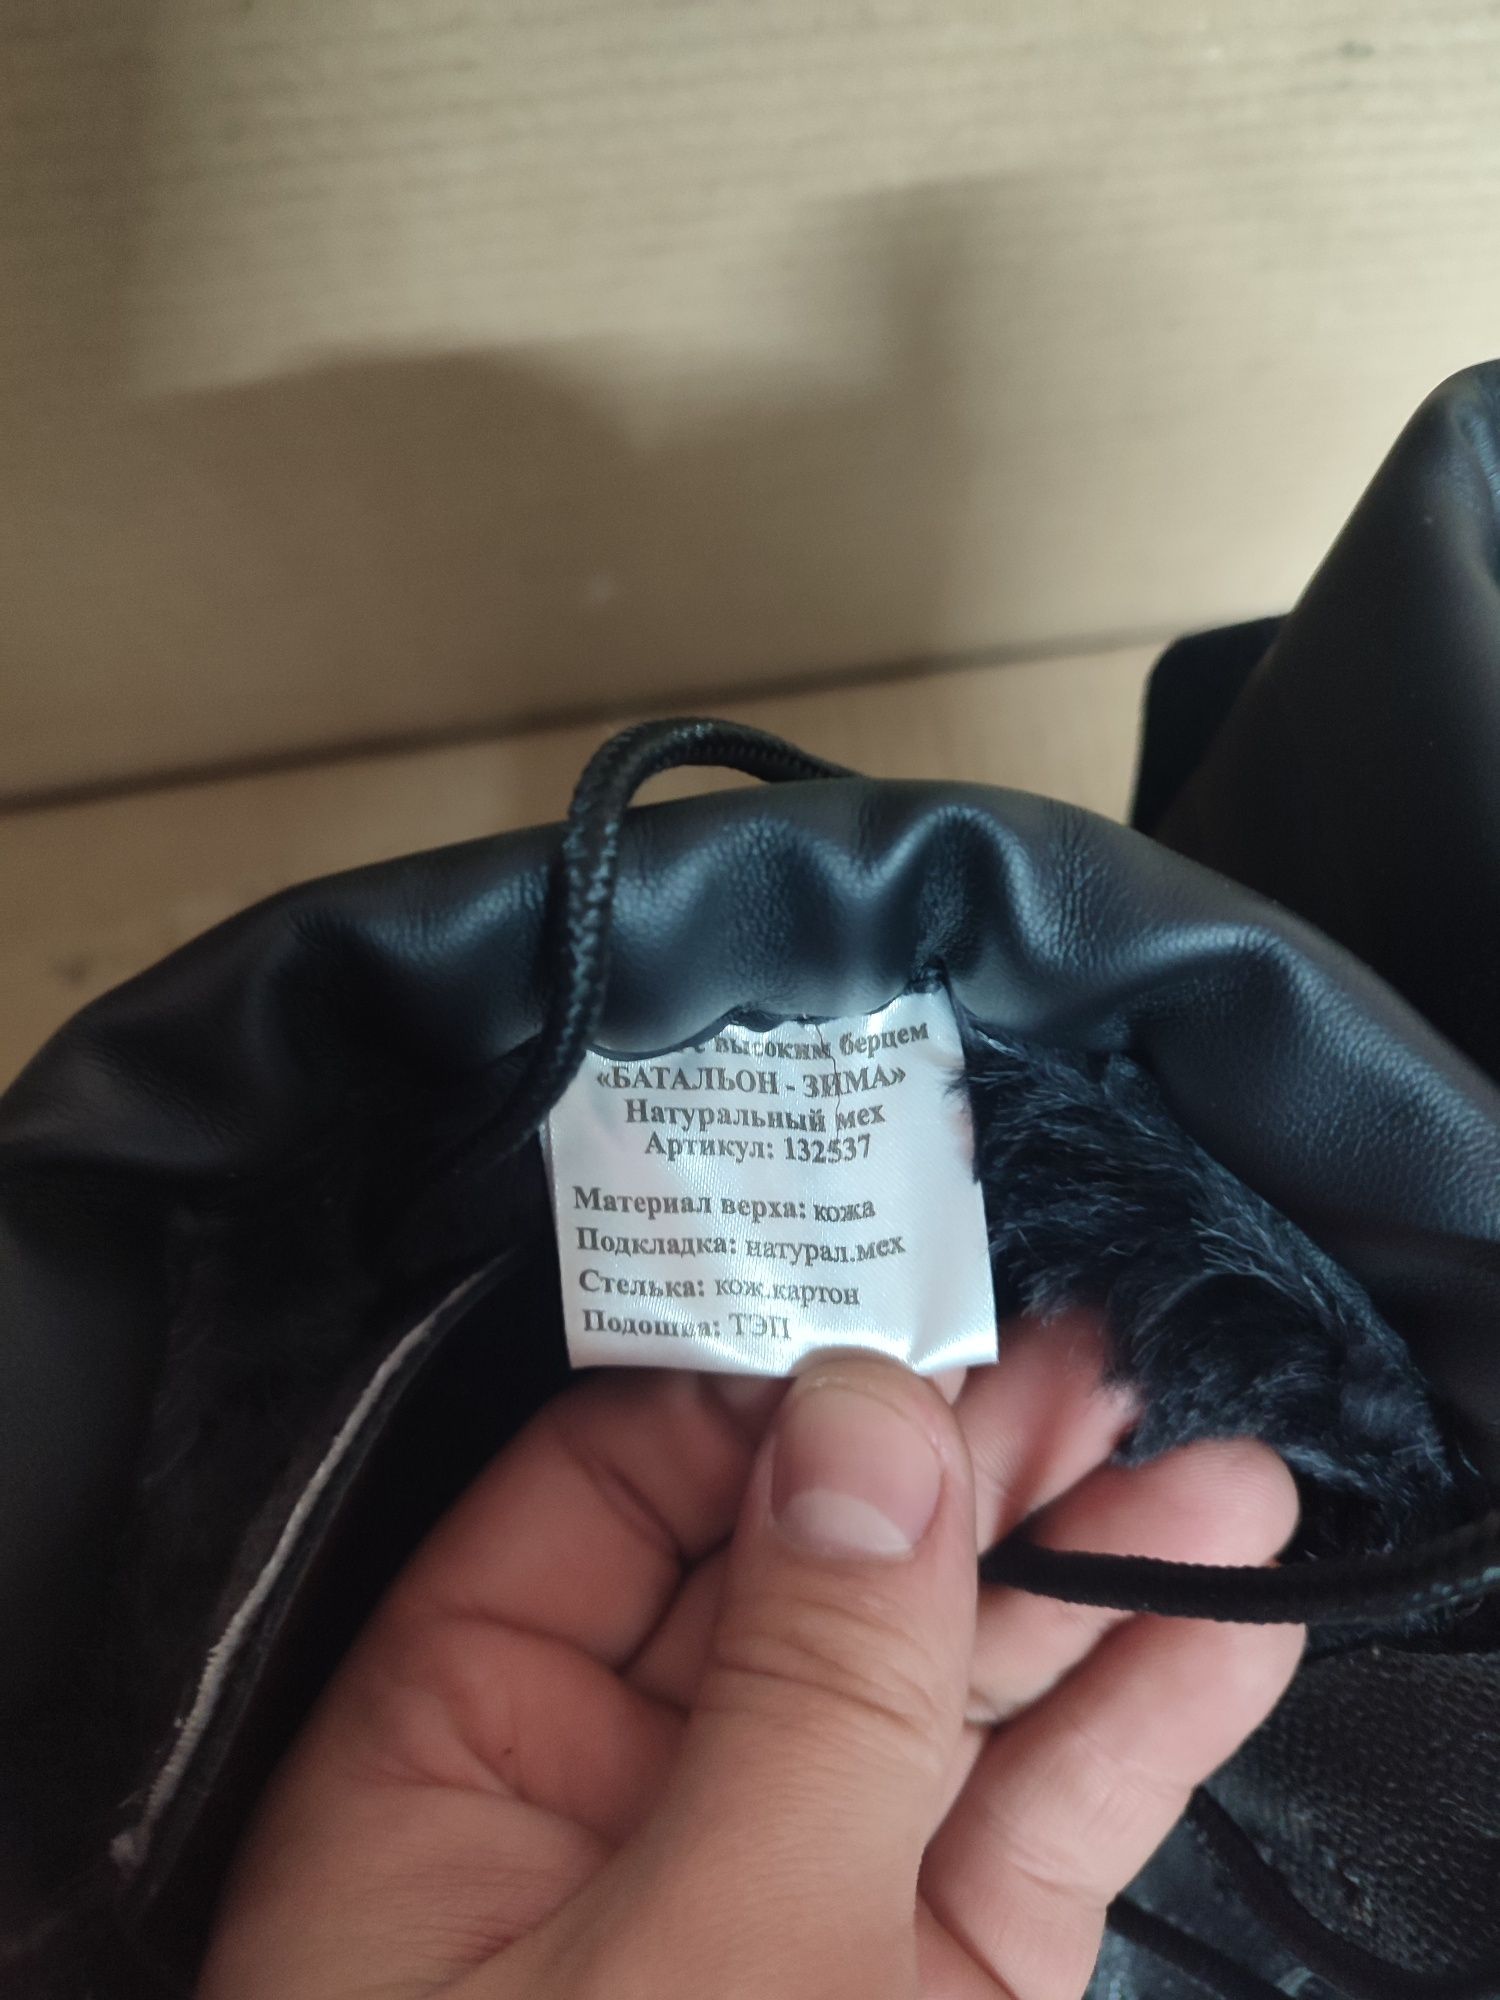 с высоким берцем
«БАТАЛЬОН - ЗИМА»
Натуральный мех
Артикул: 132537
Материал верха: кожа
Подкладка: натурал.мех
Стелька: кож.картон
Подошва: ТЭП